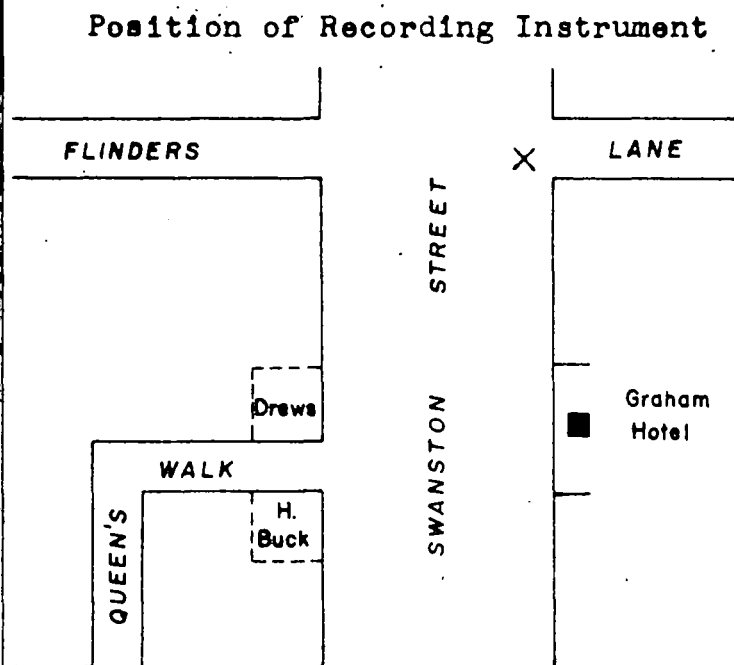 Position of Recording Instrument
FLINDERS
LANE
X
STREET
Drews
Graham
Hotel
SWANSTON
WALK
H.
Buck
QUEEN'S